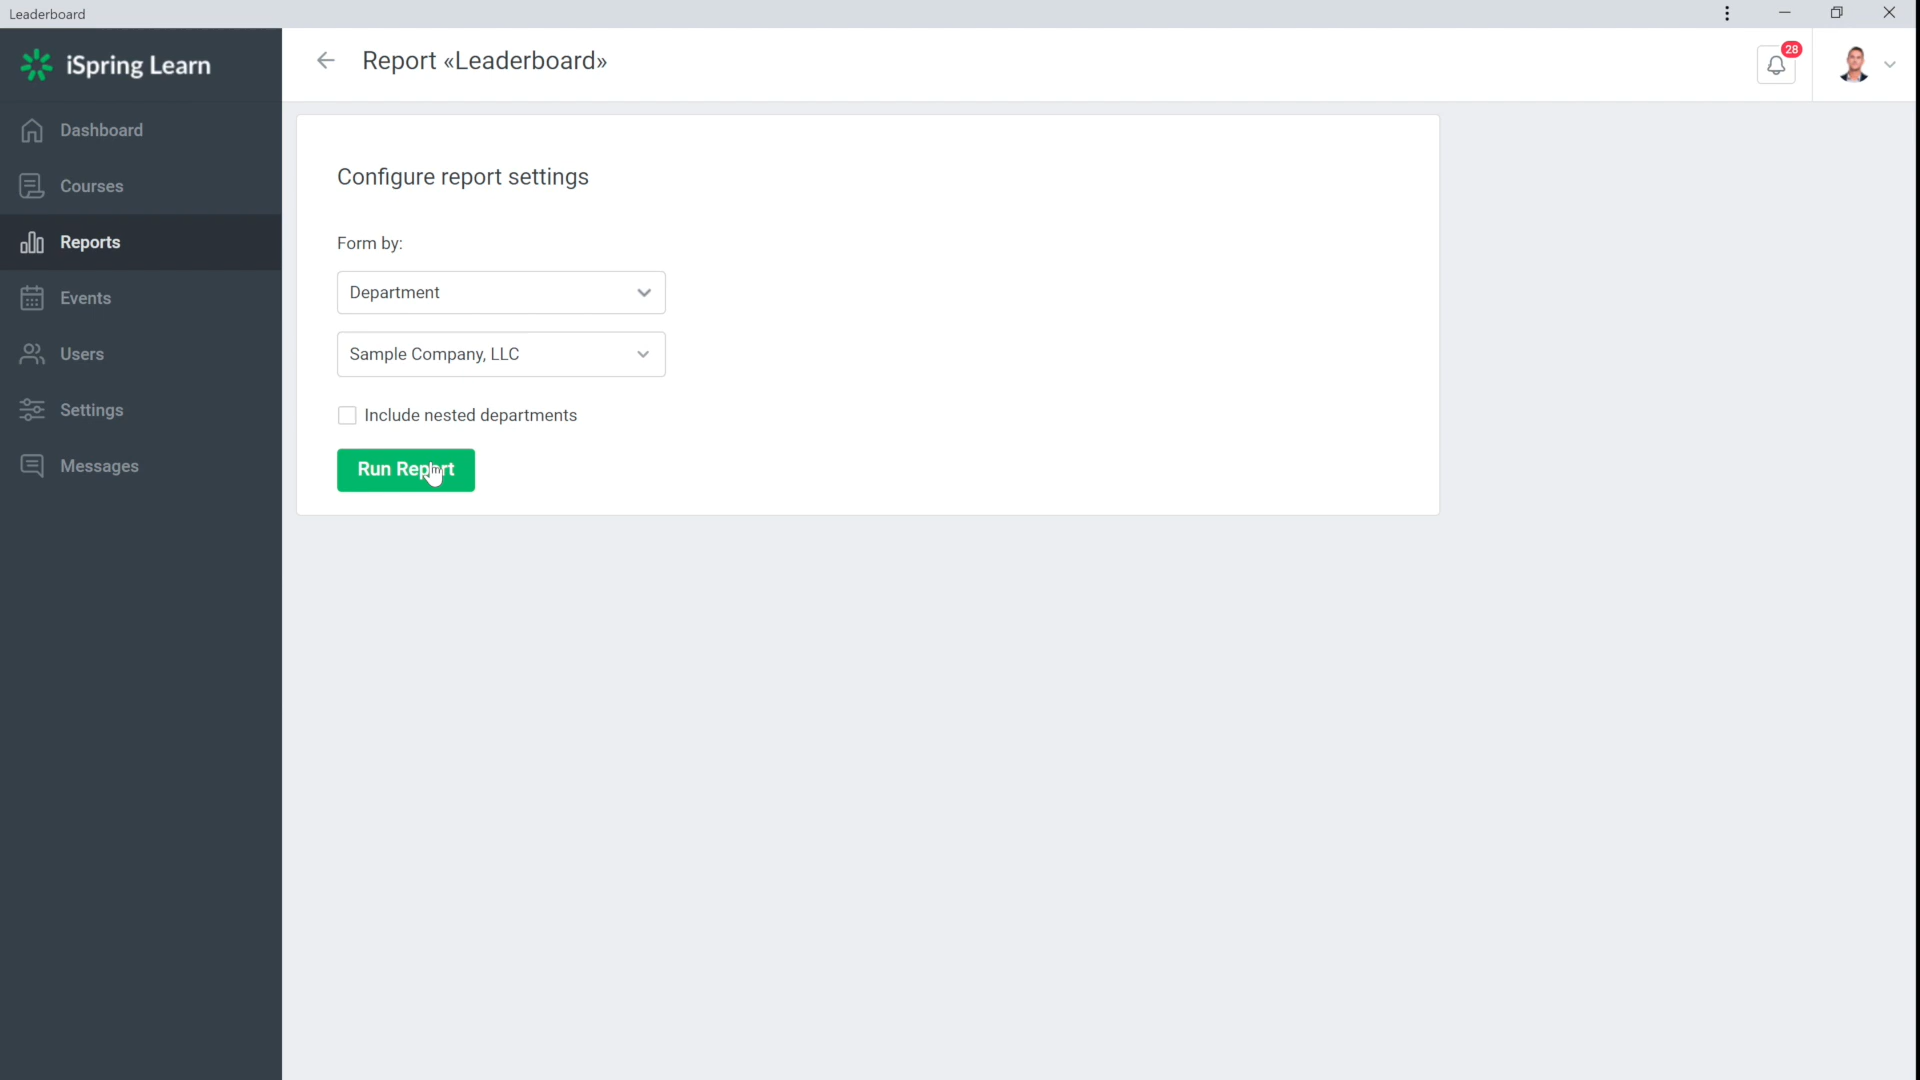 Leaderboard
iSpring Learn
Report «Leaderboard»
28
Dashboard
Courses
Reports
Events
Users
Settings
Messages
Configure report settings
Form by:
Department
Sample Company, LLC
Include nested departments
Run Report